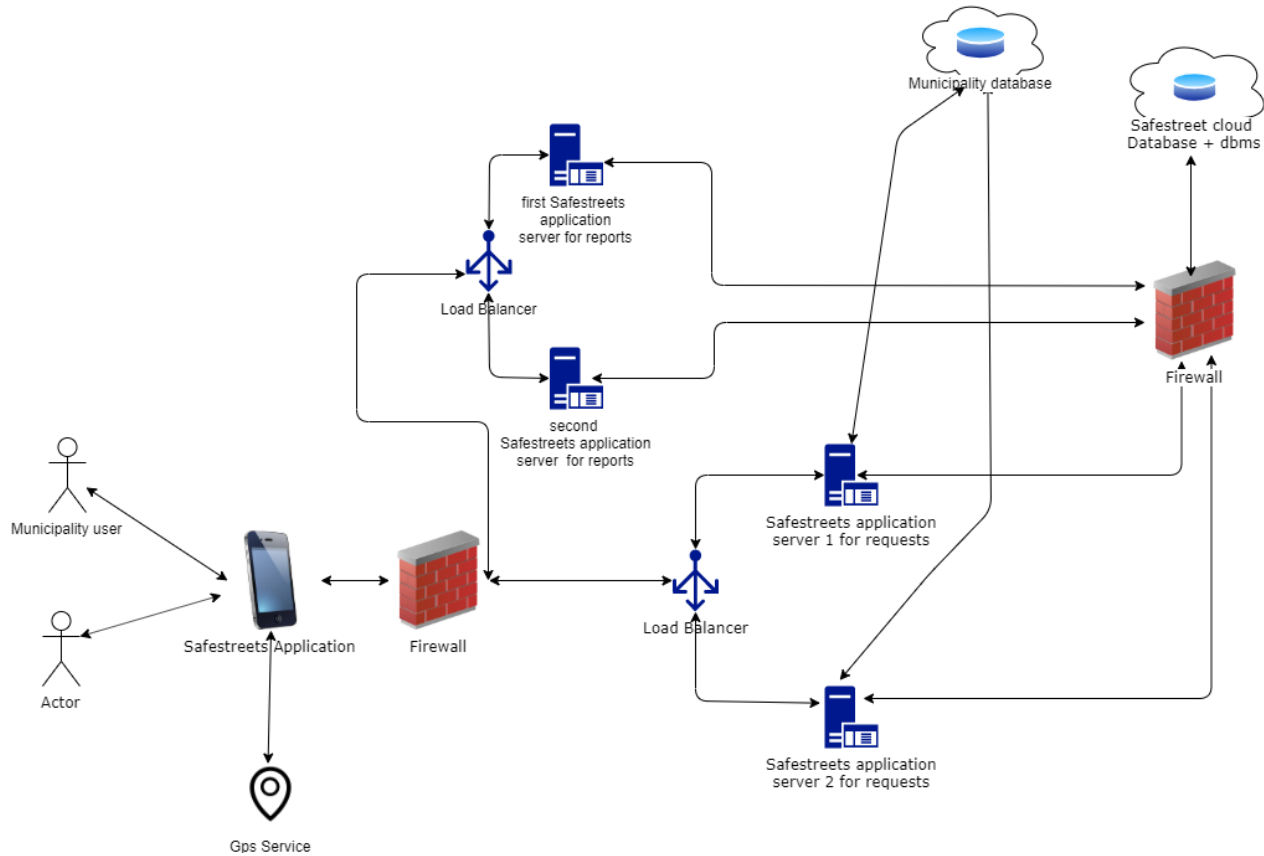 Municipality database
Safestreet cloud
Database + dbms
first Safestreets
application
server for reports
Load Balancer
Firewall
second
Safestreets application
server for reports
Municipality user
Safestreets application
server 1 for requests
Load Balancer
Safestreets Application
Firewall
Actor
Safestreets application
server 2 for requests
Gps Service